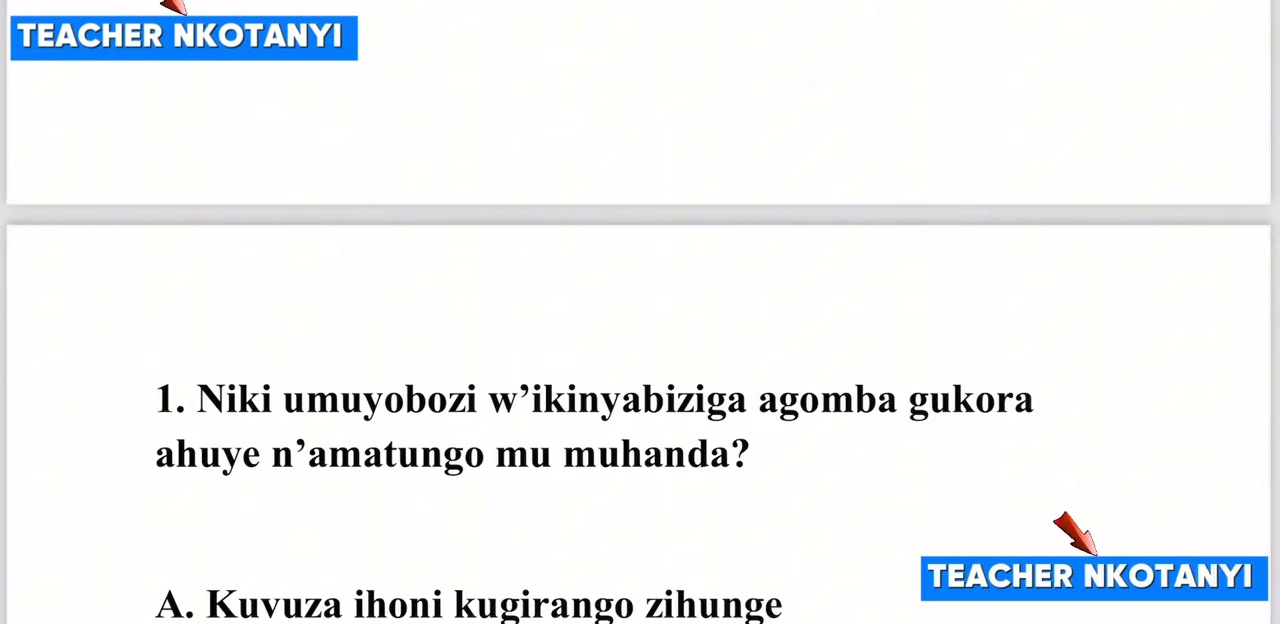 TEACHER NKOTANYI
1. Niki umuyobozi w’ikinyabiziga agomba gukora
ahuye n’amatungo mu muhanda?
TEACHER NKOTANYI
A. Kuvuza ihoni kugirango zihunge